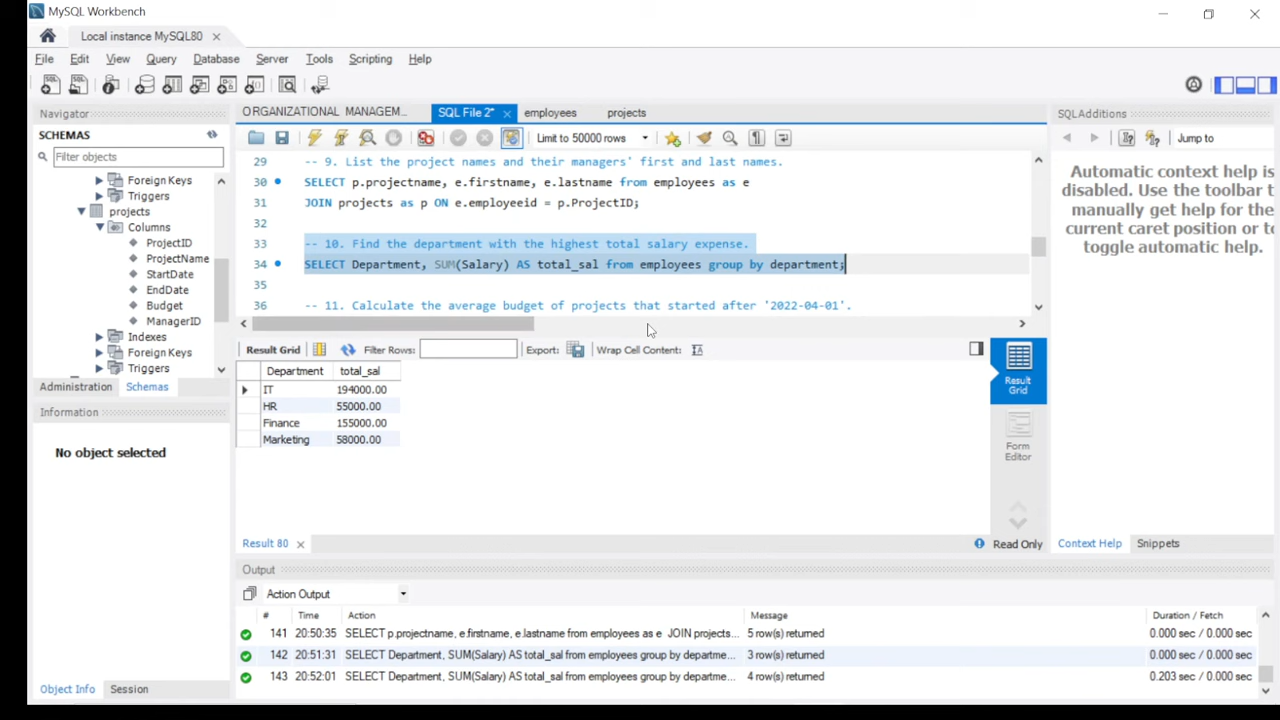 MySQL Workbench
Local instance MySQL80
File Edit View Query Database Server Tools Scripting Help
Navigator
SCHEMAS
Filter objects
Foreign Keys
Triggers
projects
Columns
ProjectID
ProjectName
StartDate
EndDate
Budget
ManagerID
Indexes
Foreign Keys
Triggers
Administration Schemas
Information
No object selected
Object Info Session
ORGANIZATIONAL MANAGEM... SQL File 2* employees projects
Limit to 50000 rows
29 -- 9. List the project names and their managers' first and last names.
30 SELECT p.projectname, e.firstname, e.lastname from employees as e
31 JOIN projects as p ON e.employeeid = p.ProjectID;
32
33 -- 10. Find the department with the highest total salary expense.
34 SELECT Department, SUM(Salary) AS total_sal from employees group by department;
35
36 -- 11. Calculate the average budget of projects that started after '2022-04-01'.
Result Grid Filter Rows: Export: Wrap Cell Content:
Department total_sal
IT 194000.00
HR 55000.00
Finance 155000.00
Marketing 58000.00
Result Grid
Form Editor
Result 80
Read Only
SQLAdditions
Jump to
Automatic context help is
disabled. Use the toolbar t
manually get help for the
current caret position or to
toggle automatic help.
Context Help Snippets
Output
Action Output
# Time Action Message Duration / Fetch
141 20:50:35 SELECT p.projectname, e.firstname, e.lastname from employees as e JOIN projects... 5 row(s) returned 0.000 sec / 0.000 sec
142 20:51:31 SELECT Department, SUM(Salary) AS total_sal from employees group by departme... 3 row(s) returned 0.000 sec / 0.000 sec
143 20:52:01 SELECT Department, SUM(Salary) AS total_sal from employees group by departme... 4 row(s) returned 0.203 sec / 0.000 sec